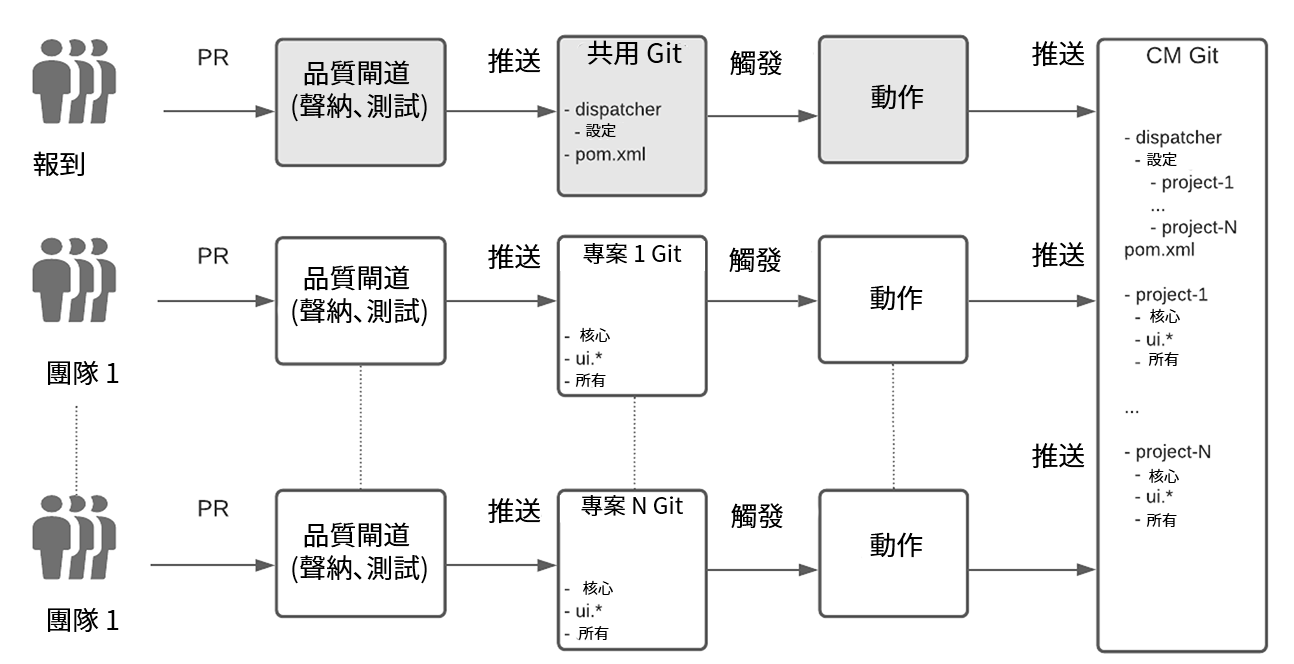 PR
品質閘道
(聲納、測試)
推送
共用 Git
- dispatcher
- 設定
- pom.xml
觸發
動作
推送
報到
PR
品質閘道
(聲納、測試)
推送
專案 1 Git
- 核心
- ui.*
- 所有
觸發
動作
推送
團隊 1
PR
品質閘道
(聲納、測試)
推送
專案 N Git
- 核心
- ui.*
- 所有
觸發
動作
推送
團隊 1
CM Git
- dispatcher
- 設定
- project-1
...
- project-N
pom.xml
- project-1
- 核心
- ui.*
- 所有
...
- project-N
- 核心
- ui.*
- 所有